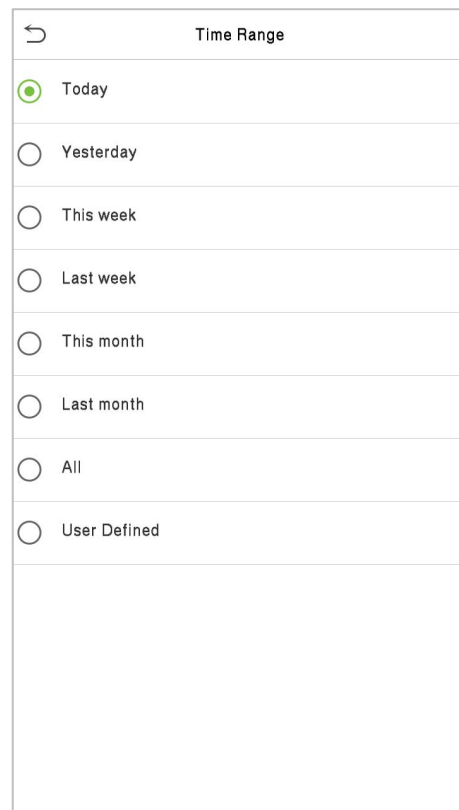 Time Range
Today
Yesterday
This week
Last week
This month
Last month
All
User Defined